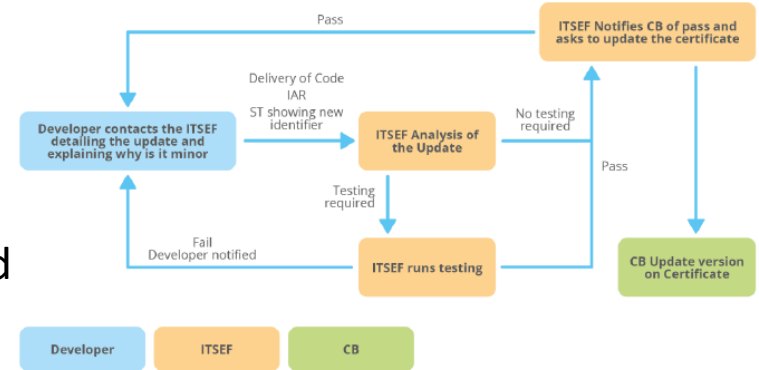 Pass
ITSEF Notifies CB of pass and
asks to update the certificate
Delivery of Code
IAR
ST showing new
identifier
Developer contacts the ITSEF
detailing the update and
explaining why is it minor
ITSEF Analysis of
the Update
No testing
required
Pass
Testing
required
Fail
Developer notified
ITSEF runs testing
CB Update version
on Certificate
d
Developer
ITSEF
CB